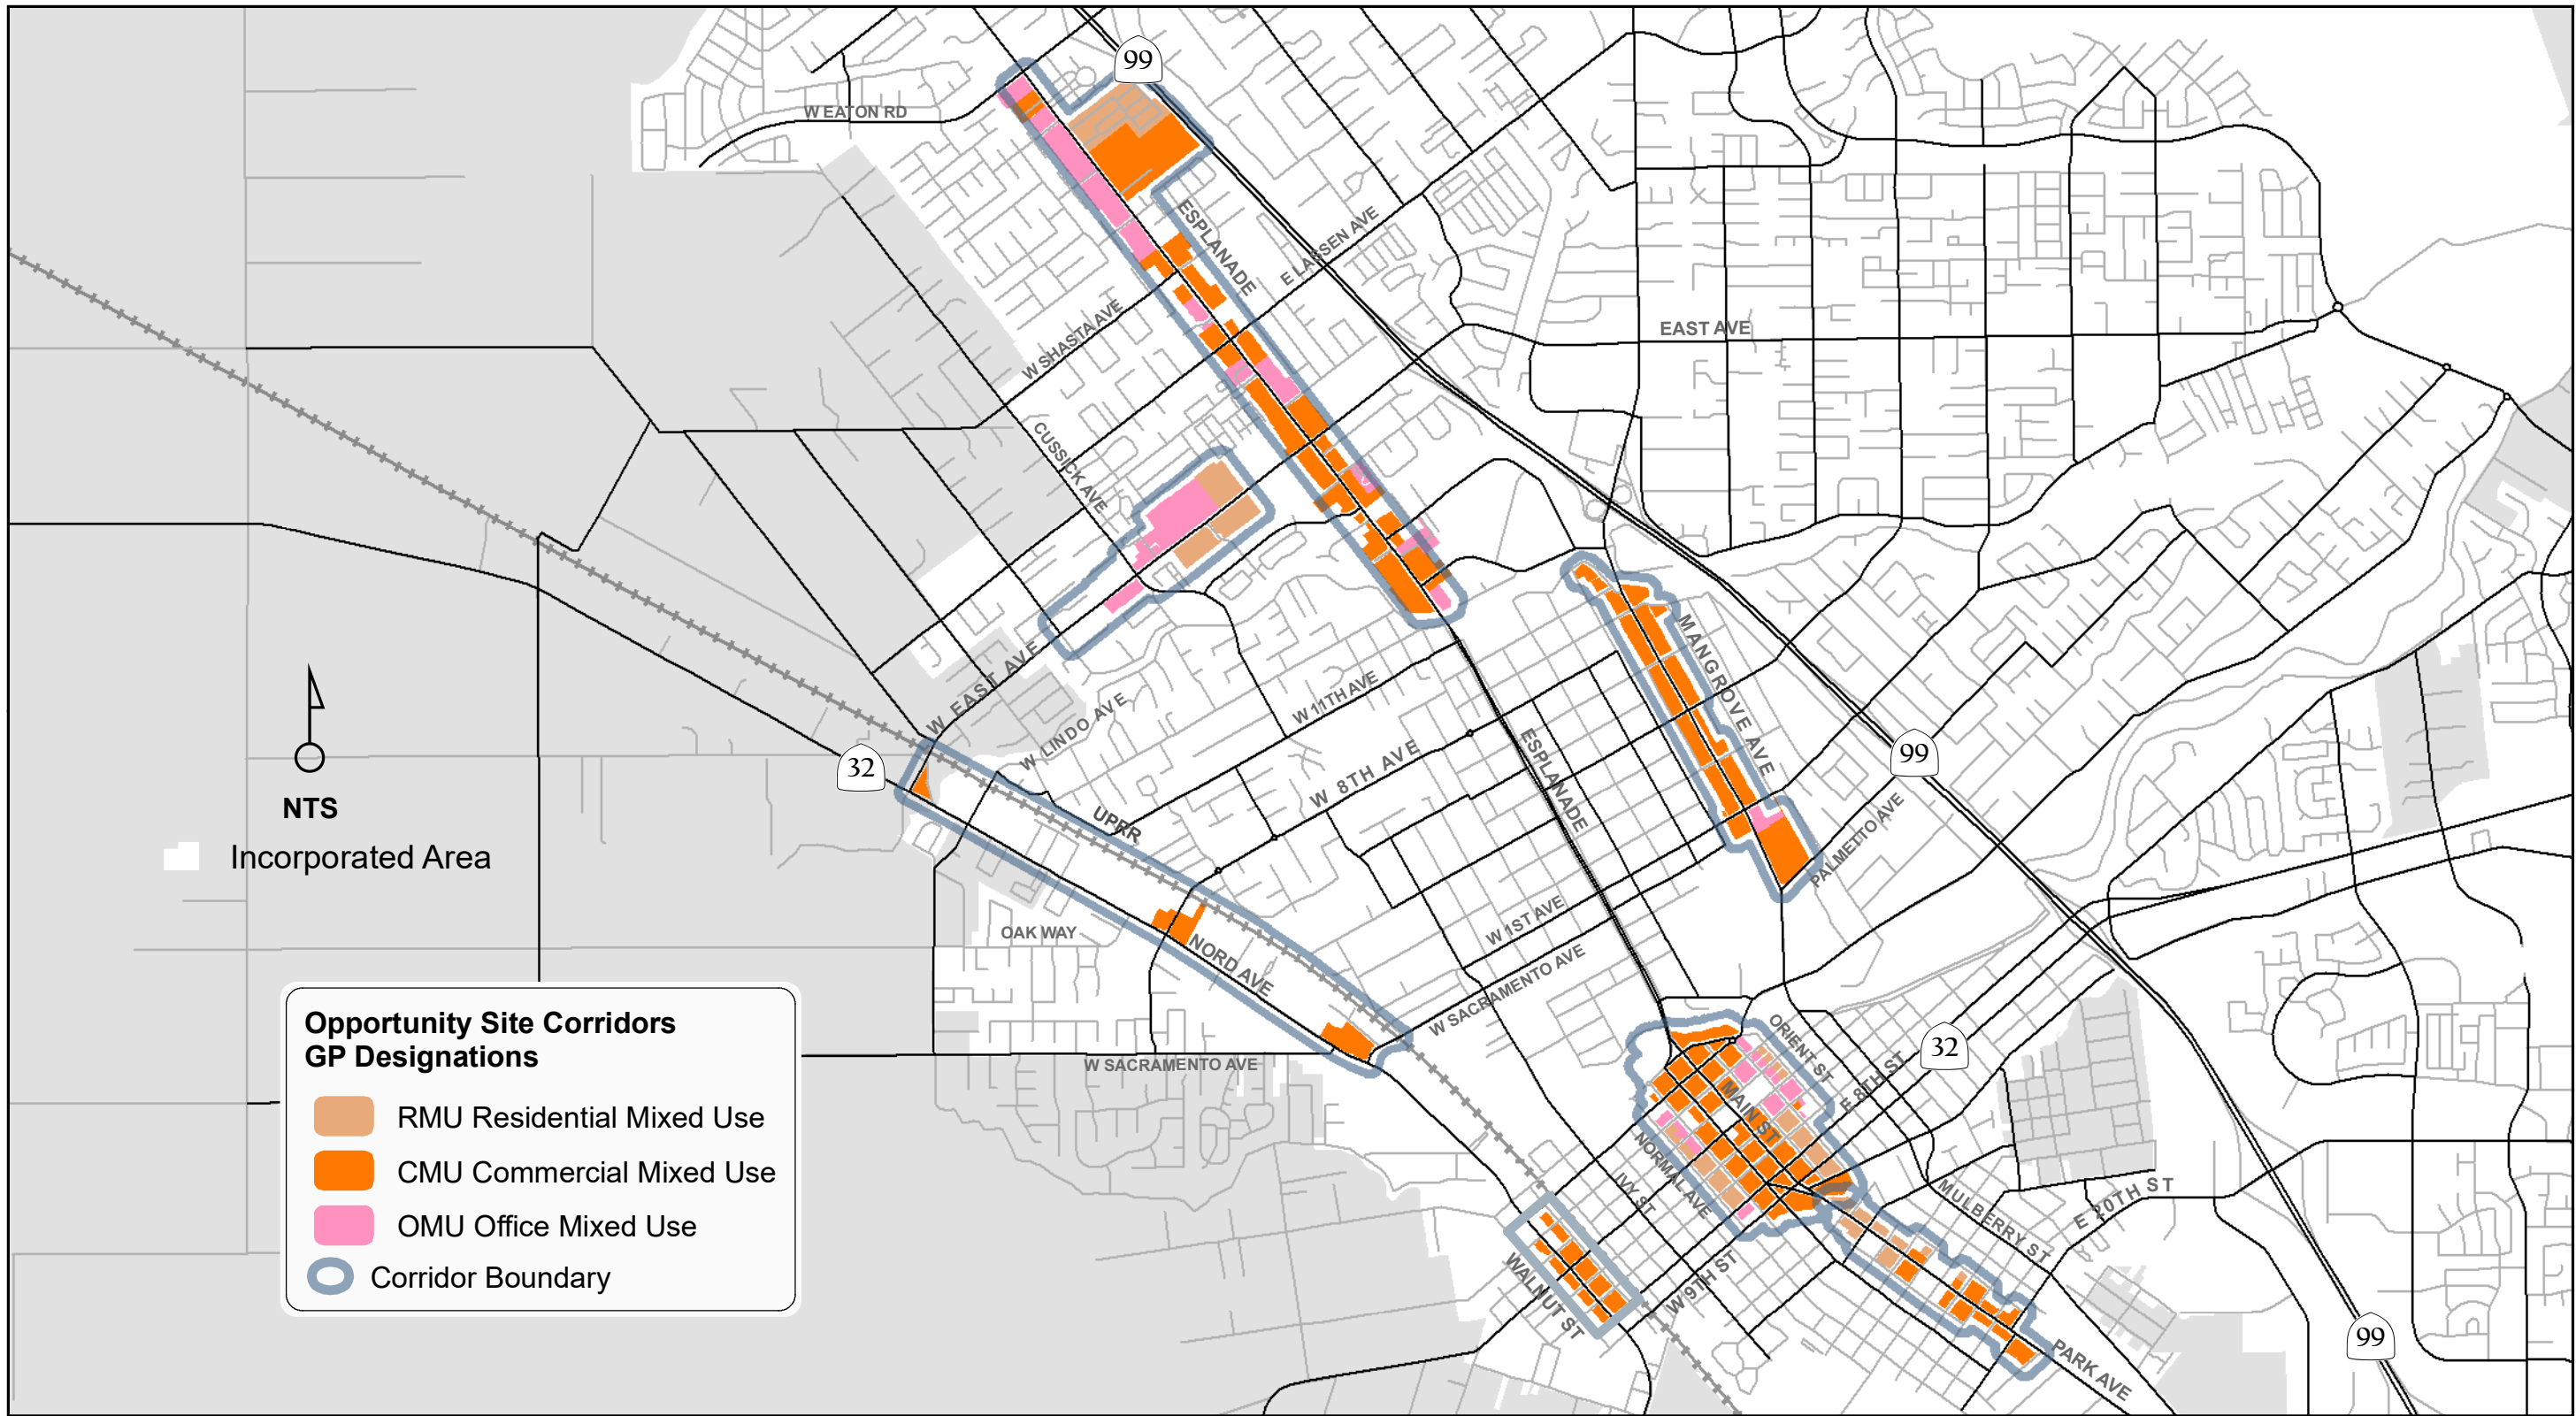 99
W EATON RD
ESPLANADE
E LASSEN AVE
W SHASTA AVE
EAST AVE
CUSSICK AVE
MANGROVE AVE
W EAST AVE
W LINDO AVE
W 11TH AVE
W 8TH AVE
ESPLANADE
32
99
NTS
UPRR
PALMETTO AVE
Incorporated Area
OAK WAY
NORD AVE
W 1ST AVE
W SACRAMENTO AVE
W SACRAMENTO AVE
ORIENT ST
32
E 8TH ST
MAIN ST
NORMAL AVE
IVY ST
MULBERRY ST
E 20TH ST
WALNUT ST
W 9TH ST
PARK AVE
99
Opportunity Site Corridors
GP Designations
RMU Residential Mixed Use
CMU Commercial Mixed Use
OMU Office Mixed Use
Corridor Boundary